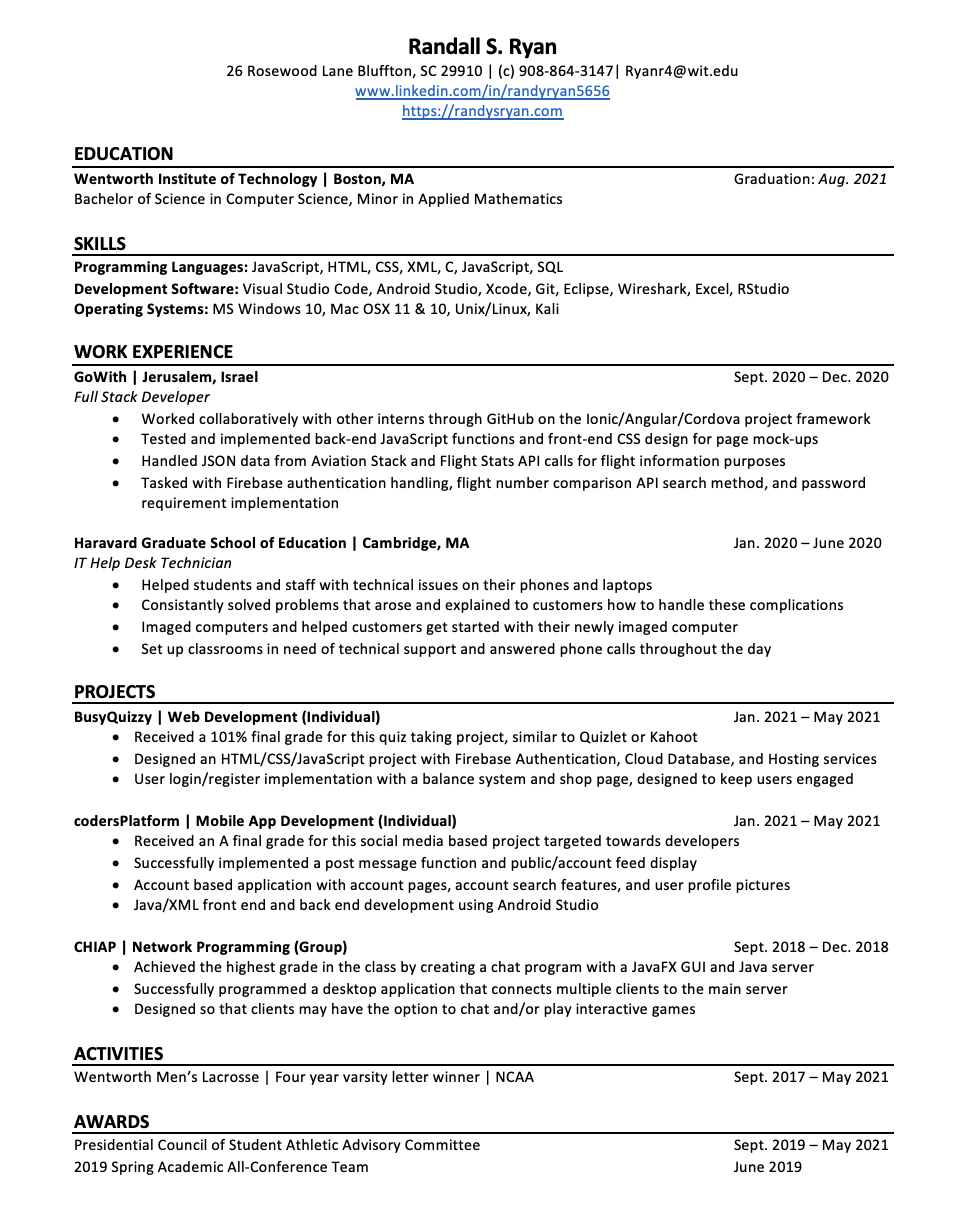 Randall S. Ryan
26 Rosewood Lane Bluffton, SC 29910 | (c) 908-864-3147| Ryanr4@wit.edu
www.linkedin.com/in/randyryan5656
https://randysryan.com
EDUCATION
Wentworth Institute of Technology | Boston, MA Graduation: Aug. 2021
Bachelor of Science in Computer Science, Minor in Applied Mathematics
SKILLS
Programming Languages: JavaScript, HTML, CSS, XML, C, JavaScript, SQL
Development Software: Visual Studio Code, Android Studio, Xcode, Git, Eclipse, Wireshark, Excel, RStudio
Operating Systems: MS Windows 10, Mac OSX 11 & 10, Unix/Linux, Kali
WORK EXPERIENCE
GoWith | Jerusalem, Israel Sept. 2020 – Dec. 2020
Full Stack Developer
• Worked collaboratively with other interns through GitHub on the Ionic/Angular/Cordova project framework
• Tested and implemented back-end JavaScript functions and front-end CSS design for page mock-ups
• Handled JSON data from Aviation Stack and Flight Stats API calls for flight information purposes
• Tasked with Firebase authentication handling, flight number comparison API search method, and password
requirement implementation
Haravard Graduate School of Education | Cambridge, MA Jan. 2020 – June 2020
IT Help Desk Technician
• Helped students and staff with technical issues on their phones and laptops
• Consistantly solved problems that arose and explained to customers how to handle these complications
• Imaged computers and helped customers get started with their newly imaged computer
• Set up classrooms in need of technical support and answered phone calls throughout the day
PROJECTS
BusyQuizzy | Web Development (Individual) Jan. 2021 – May 2021
• Received a 101% final grade for this quiz taking project, similar to Quizlet or Kahoot
• Designed an HTML/CSS/JavaScript project with Firebase Authentication, Cloud Database, and Hosting services
• User login/register implementation with a balance system and shop page, designed to keep users engaged
codersPlatform | Mobile App Development (Individual) Jan. 2021 – May 2021
• Received an A final grade for this social media based project targeted towards developers
• Successfully implemented a post message function and public/account feed display
• Account based application with account pages, account search features, and user profile pictures
• Java/XML front end and back end development using Android Studio
CHIAP | Network Programming (Group) Sept. 2018 – Dec. 2018
• Achieved the highest grade in the class by creating a chat program with a JavaFX GUI and Java server
• Successfully programmed a desktop application that connects multiple clients to the main server
• Designed so that clients may have the option to chat and/or play interactive games
ACTIVITIES
Wentworth Men’s Lacrosse | Four year varsity letter winner | NCAA Sept. 2017 – May 2021
AWARDS
Presidential Council of Student Athletic Advisory Committee Sept. 2019 – May 2021
2019 Spring Academic All-Conference Team June 2019